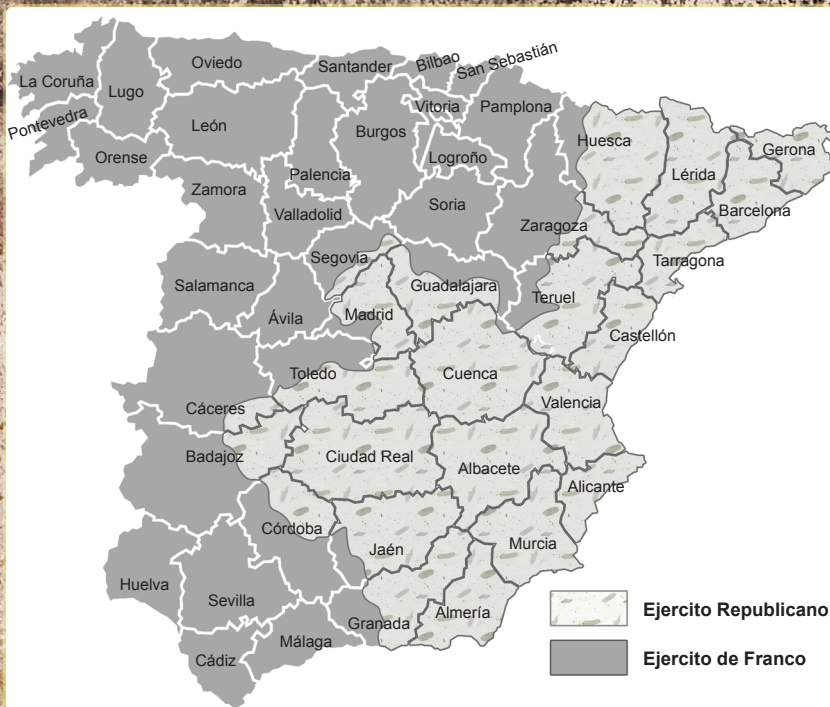 La Coruña
Lugo
Oviedo
Santander
Bilbao
San Sebastián
Pontevedra
Orense
León
Palencia
Burgos
Vitoria
Pamplona
Logroño
Huesca
Lérida
Gerona
Barcelona
Zamora
Valladolid
Soria
Zaragoza
Tarragona
Salamanca
Segovia
Ávila
Madrid
Guadalajara
Teruel
Castellón
Toledo
Cuenca
Cáceres
Valencia
Badajoz
Ciudad Real
Albacete
Alicante
Córdoba
Jaén
Murcia
Huelva
Sevilla
Granada
Almería
Cádiz
Málaga
Ejercito Republicano
Ejercito de Franco